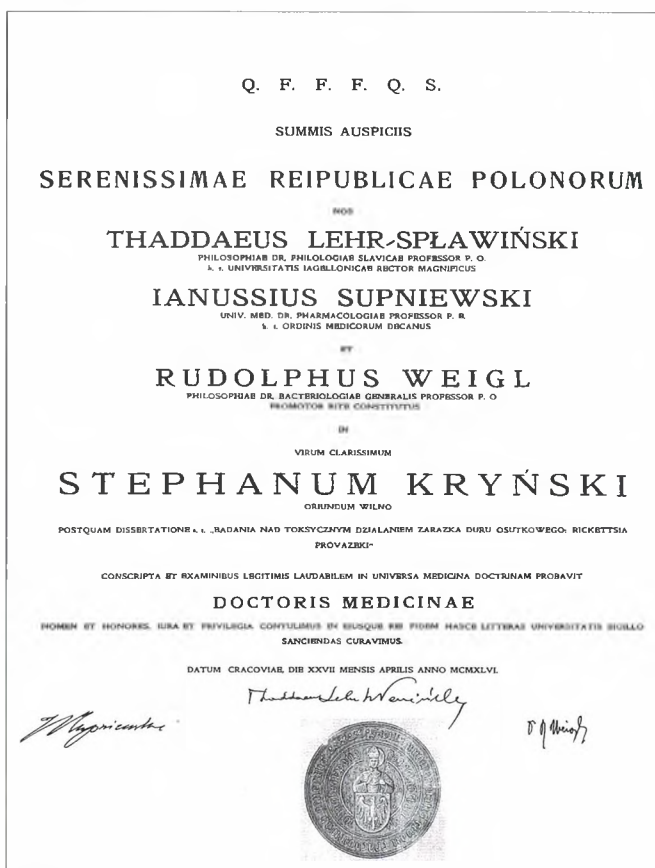 Q. F. F. F. Q. S.
SUMMIS AUSPICIIS
SERENISSIMAE REIPUBLICAE POLONORUM
NOS
THADDAEUS LEHR-SPŁAWIŃSKI
PHILOSOPHIAE DR. PHILOLOGIAE SLAVICAE PROFESSOR P. O.
h. t. UNIVERSITATIS IAGELLONICAE RECTOR MAGNIFICUS
IANUSSIUS SUPNIEWSKI
UNIV. MED. DR. PHARMACOLOGIAE PROFESSOR P. O.
h. t. ORDINIS MEDICORUM DECANUS
ET
RUDOLPHUS WEIGL
PHILOSOPHIAE DR. BACTERIOLOGIAE GENERALIS PROFESSOR P. O
PROMOTOR RITE CONSTITUTUS
IN
VIRUM CLARISSIMUM
STEPHANUM KRYŃSKI
ORIUNDUM WILNO
POSTQUAM DISSERTATIONE s. t. „BADANIA NAD TOKSYCZNYM DZIALANIEM ZARAZKA DURU OSUTKOWEGO: RICKETTSIA
PROVAZEKI"
CONSCRIPTA ET EXAMINIBUS LEGITIMIS LAUDABILEM IN UNIVERSA MEDICINA DOCTRINAM PROBAVIT
DOCTORIS MEDICINAE
NOMEN ET HONORES, IURA ET PRIVILEGIA CONTULIMUS IN EIUSQUE REI FIDEM HASCE LITTERAS UNIVERSITATIS SIGILLO
SANCIENDAS CURAVIMUS.
DATUM CRACOVIAE, DIE XXVII MENSIS APRILIS ANNO MCMXLVI.